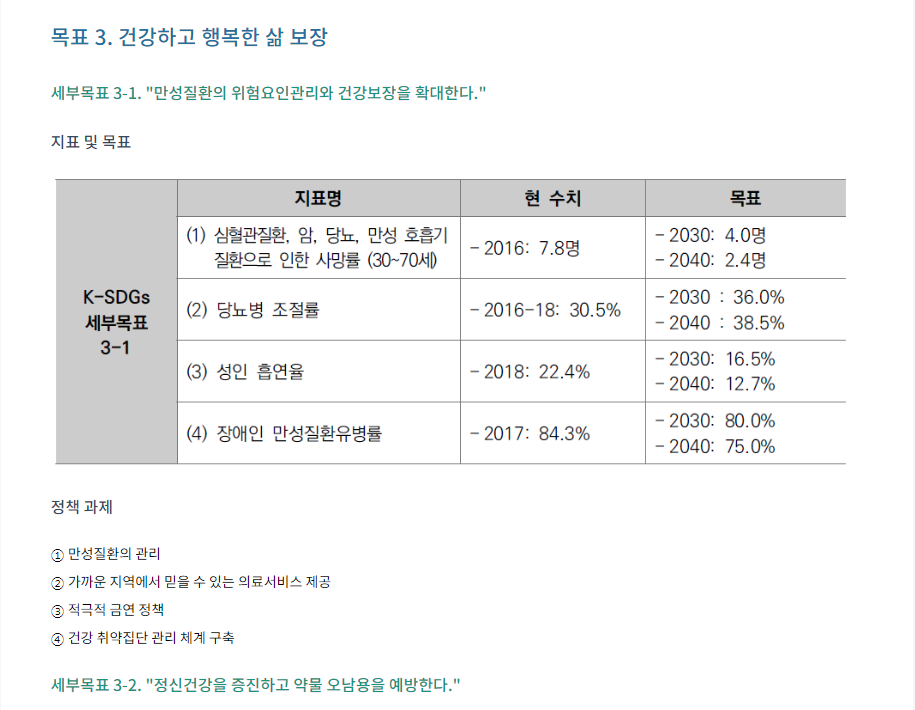 목표 3. 건강하고 행복한 삶 보장
세부목표 3-1. "만성질환의 위험요인관리와 건강보장을 확대한다."
지표 및 목표
지표명 현 수치 목표
K-SDGs
세부목표
3-1
(1) 심혈관질환, 암, 당뇨, 만성 호흡기
질환으로 인한 사망률 (30~70세)
- 2016: 7.8명
- 2030: 4.0명
- 2040: 2.4명
(2) 당뇨병 조절률
- 2016-18: 30.5%
- 2030 : 36.0%
- 2040 : 38.5%
(3) 성인 흡연율
- 2018: 22.4%
- 2030: 16.5%
- 2040: 12.7%
(4) 장애인 만성질환유병률
- 2017: 84.3%
- 2030: 80.0%
- 2040: 75.0%
정책 과제
① 만성질환의 관리
② 가까운 지역에서 믿을 수 있는 의료서비스 제공
③ 적극적 금연 정책
④ 건강 취약집단 관리 체계 구축
세부목표 3-2. "정신건강을 증진하고 약물 오남용을 예방한다."